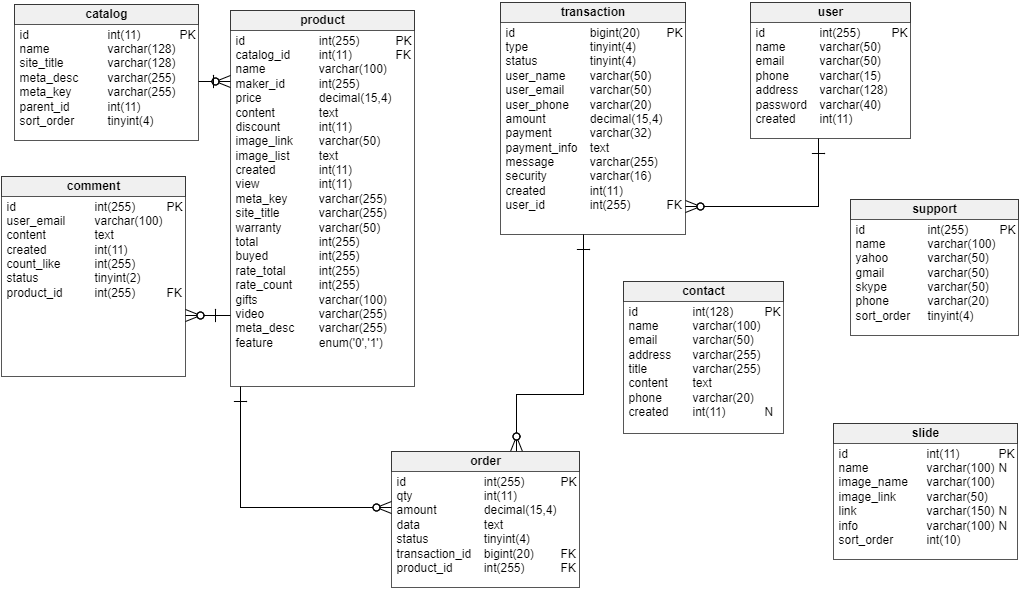 catalog
id int(11) PK
name varchar(128)
site_title varchar(128)
meta_desc varchar(255)
meta_key varchar(255)
parent_id int(11)
sort_order tinyint(4)
product
id int(255) PK
catalog_id int(11) FK
name varchar(100)
maker_id int(255)
price decimal(15,4)
content text
discount int(11)
image_link varchar(50)
image_list text
created int(11)
view int(11)
meta_key varchar(255)
site_title varchar(255)
warranty varchar(50)
total int(255)
buyed int(255)
rate_total int(255)
rate_count int(255)
gifts varchar(100)
video varchar(255)
meta_desc varchar(255)
feature enum('0','1')
transaction
id bigint(20) PK
type tinyint(4)
status tinyint(4)
user_name varchar(50)
user_email varchar(50)
user_phone varchar(20)
amount decimal(15,4)
payment varchar(32)
payment_info text
message varchar(255)
security varchar(16)
created int(11)
user_id int(255) FK
user
id int(255) PK
name varchar(50)
email varchar(50)
phone varchar(15)
address varchar(128)
password varchar(40)
created int(11)
comment
id int(255) PK
user_email varchar(100)
content text
created int(11)
count_like int(255)
status tinyint(2)
product_id int(255) FK
support
id int(255) PK
name varchar(100)
yahoo varchar(50)
gmail varchar(50)
skype varchar(50)
phone varchar(20)
sort_order tinyint(4)
contact
id int(128) PK
name varchar(100)
email varchar(50)
address varchar(255)
title varchar(255)
content text
phone varchar(20)
created int(11) N
slide
id int(11) PK
name varchar(100) N
image_name varchar(100)
image_link varchar(50)
link varchar(150) N
info varchar(100) N
sort_order int(10)
order
id int(255) PK
qty int(11)
amount decimal(15,4)
data text
status tinyint(4)
transaction_id bigint(20) FK
product_id int(255) FK